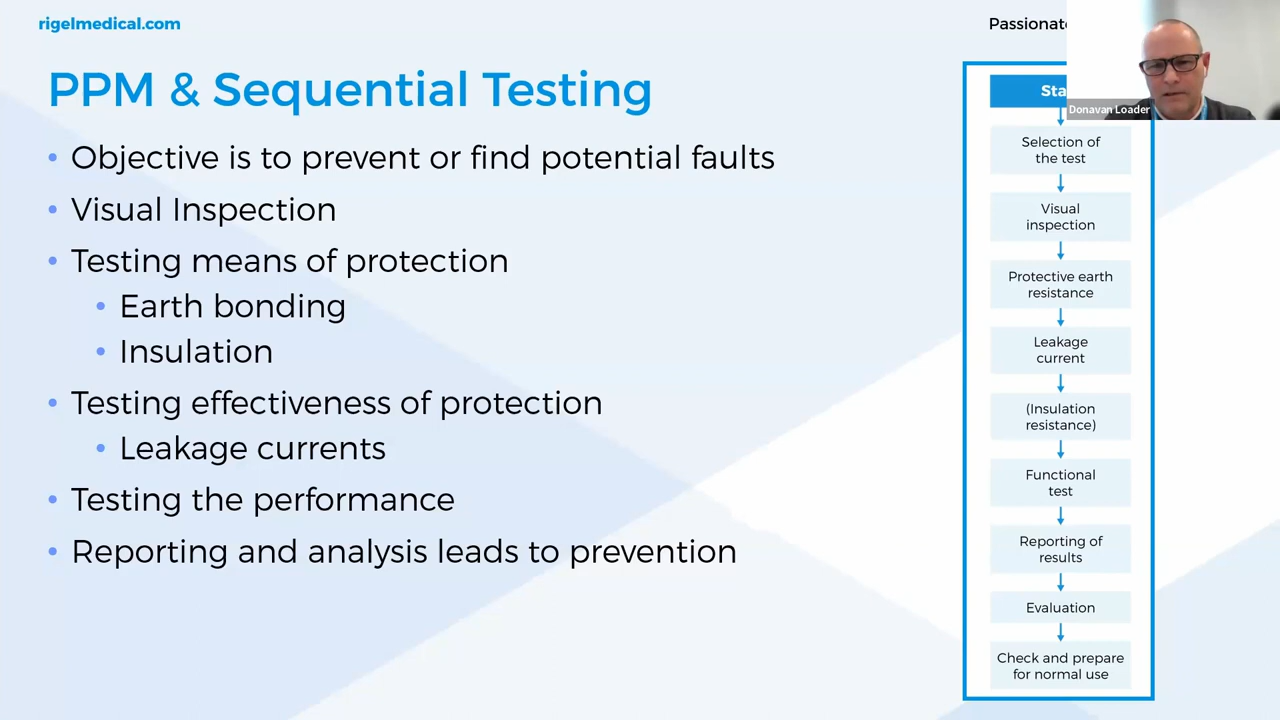 rigelmedical.com
PPM & Sequential Testing
• Objective is to prevent or find potential faults
• Visual Inspection
• Testing means of protection
• Earth bonding
• Insulation
• Testing effectiveness of protection
• Leakage currents
• Testing the performance
• Reporting and analysis leads to prevention
Donavan Loader
Selection of
the test
Visual
inspection
Protective earth
resistance
Leakage
current
(Insulation
resistance)
Functional
test
Reporting of
results
Evaluation
Check and prepare
for normal use